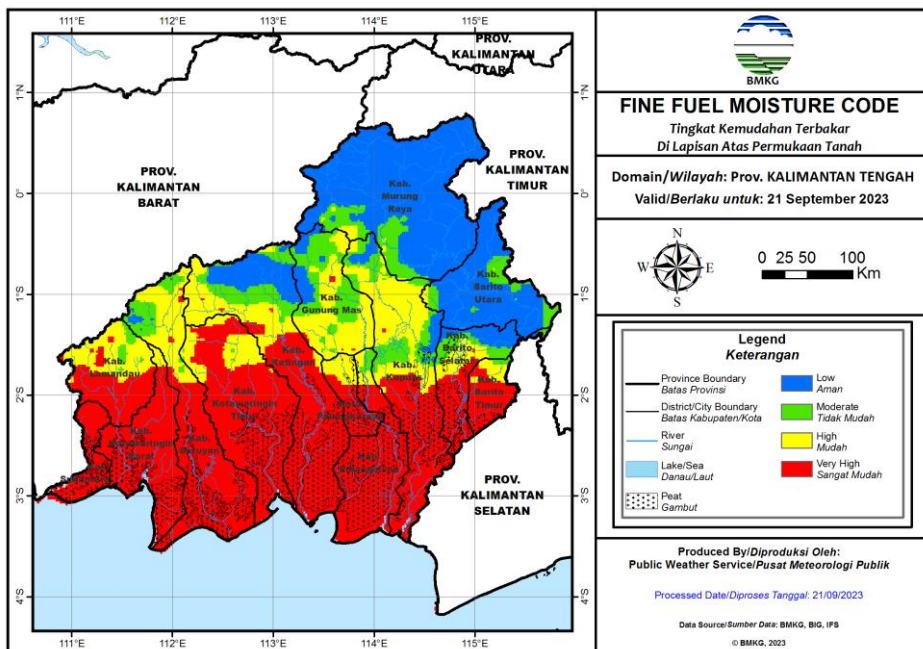 111°E 112°E 113°E 114°E 115°E
PROV.
KALIMANTAN
UTARA
1°N
PROV.
KALIMANTAN
TIMUR
PROV.
KALIMANTAN
BARAT
0°
Kab.
Murung
Raya
Kab.
Barito
Utara
1°S
Kab.
Gunung Mas
Kab.
Barito
Selatan
Kab.
Lamandau
Kab.
Katingan
Kab.
Kapuas
2°S
Kab.
Kotawaringin
Timur
Kab.
Barito
Timur
Kab.
Kotawaringin
Barat
Kab.
Seruyan
Kab.
3°S
PROV.
KALIMANTAN
SELATAN
4°S
111°E 112°E 113°E 114°E 115°E
BMKG
FINE FUEL MOISTURE CODE
Tingkat Kemudahan Terbakar
Di Lapisan Atas Permukaan Tanah
Domain/Wilayah: Prov. KALIMANTAN TENGAH
Valid/Berlaku untuk: 21 September 2023
N
W E
S
0 25 50 100
Km
Legend
Keterangan
Province Boundary
Batas Provinsi
District/City Boundary
Batas Kabupaten/Kota
River
Sungai
Lake/Sea
Danau/Laut
Peat
Gambut
Low
Aman
Moderate
Tidak Mudah
High
Mudah
Very High
Sangat Mudah
Produced By/Diproduksi Oleh:
Public Weather Service/Pusat Meteorologi Publik
Processed Date/Diproses Tanggal: 21/09/2023
Data Source/Sumber Data: BMKG, BIG, IFS
© BMKG, 2023